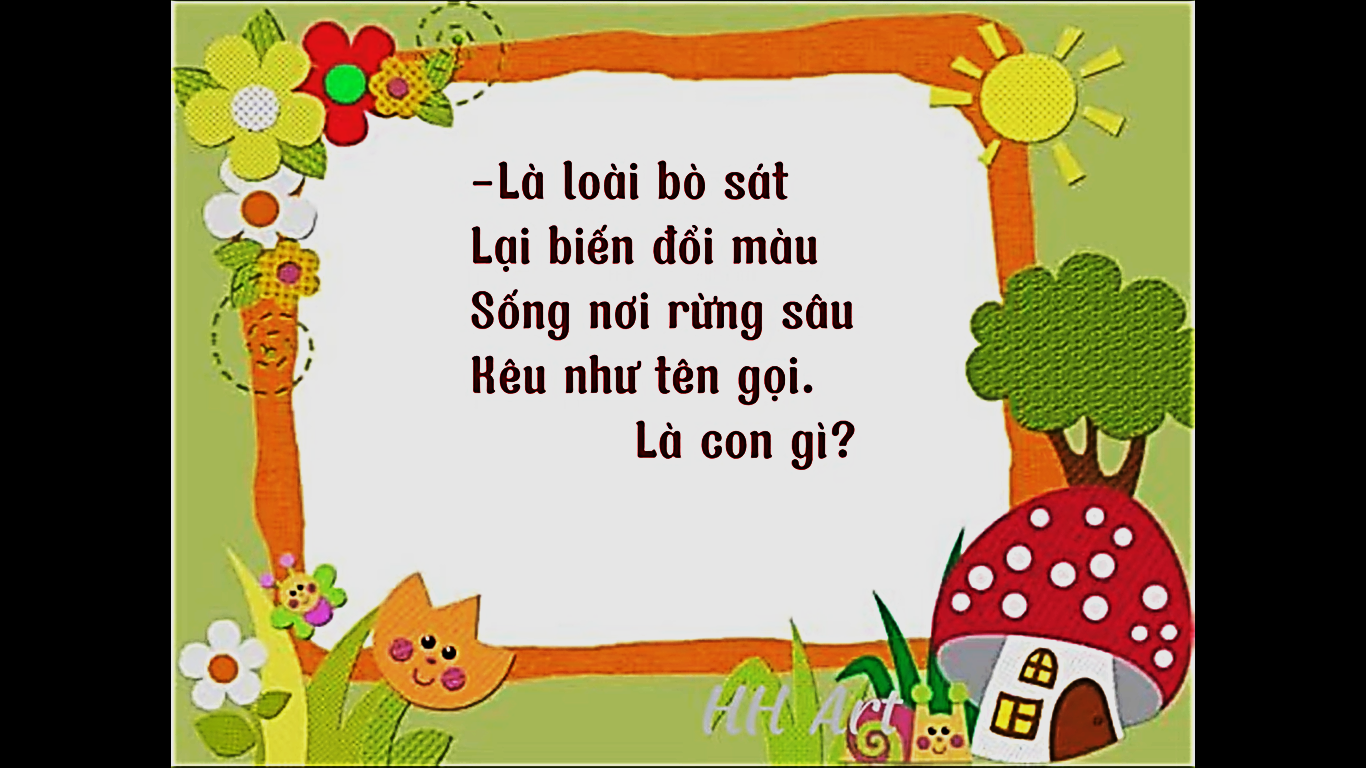 -Là loài bò sát
Lại biến đổi màu
Sống nơi rừng sâu
Kêu như tên gọi.
Là con gì?
HH Art